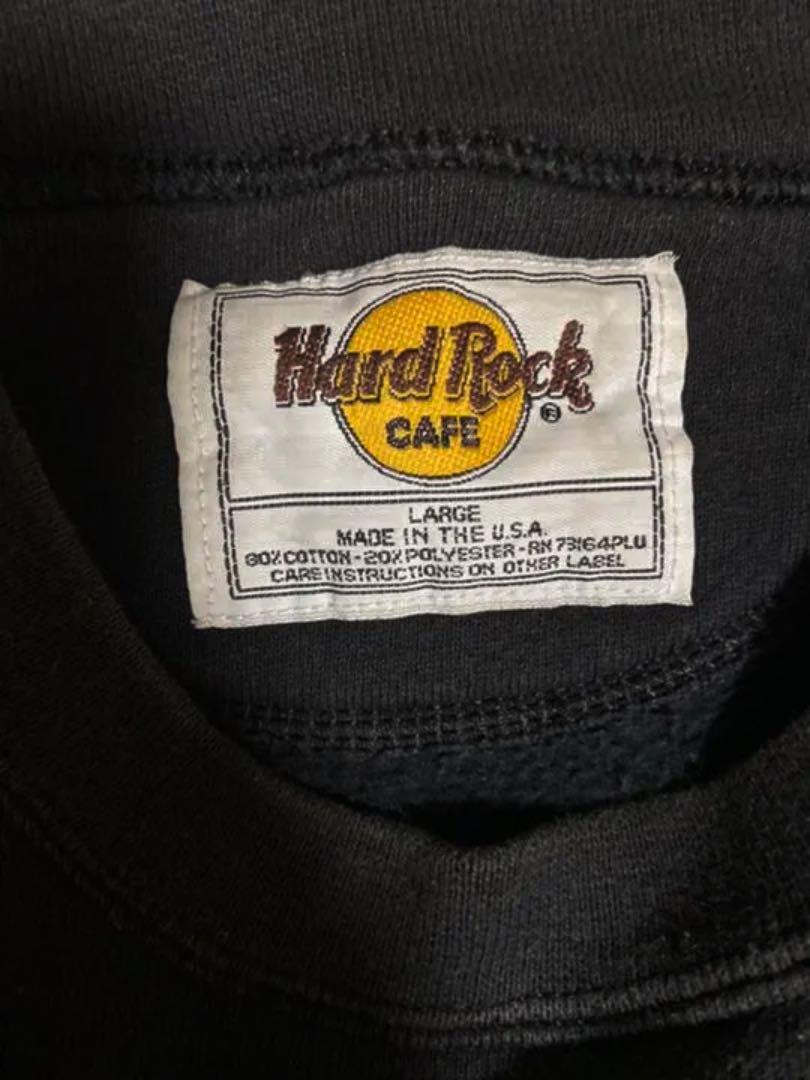 Hard Rock
CAFE
®
LARGE
MADE IN THE U.S.A.
80% COTTON - 20% POLYESTER - RN 73164PLU
CARE INSTRUCTIONS ON OTHER LABEL